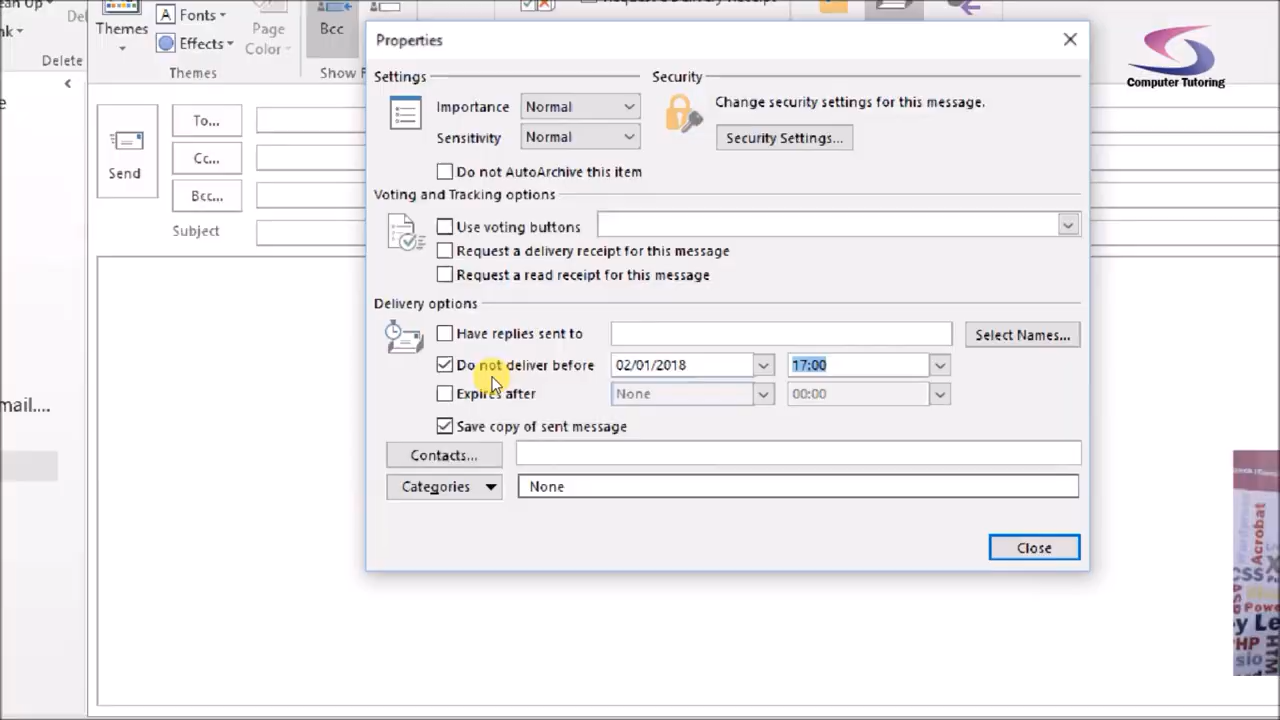 Themes
Fonts
Effects
Page
Color
Bcc
Delete
Themes
Show F
Send
To...
Cc...
Bcc...
Subject
mail....
Properties
Settings
Importance Normal
Sensitivity Normal
Do not AutoArchive this item
Security
Change security settings for this message.
Security Settings...
Voting and Tracking options
Use voting buttons
Request a delivery receipt for this message
Request a read receipt for this message
Delivery options
Have replies sent to Select Names...
Do not deliver before 02/01/2018 17:00
Expires after None 00:00
Save copy of sent message
Contacts...
Categories None
Close
Computer Tutoring
Acrobat
CSS